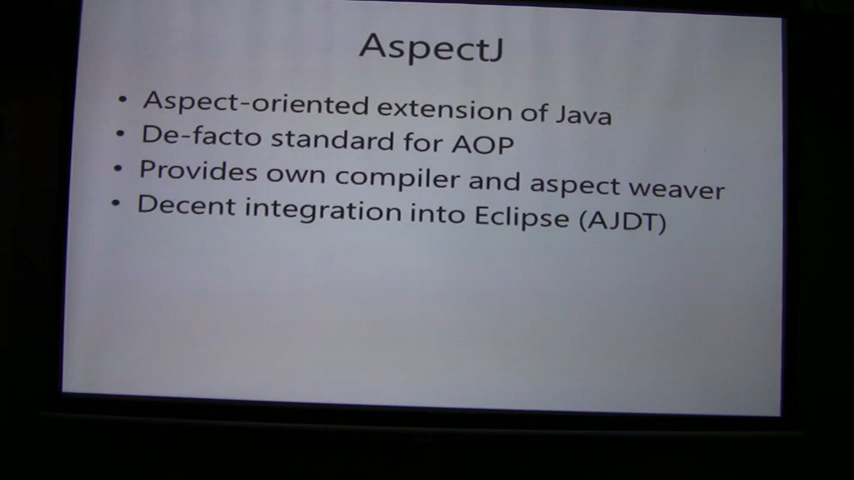 AspectJ
• Aspect-oriented extension of Java
• De-facto standard for AOP
• Provides own compiler and aspect weaver
• Decent integration into Eclipse (AJDT)